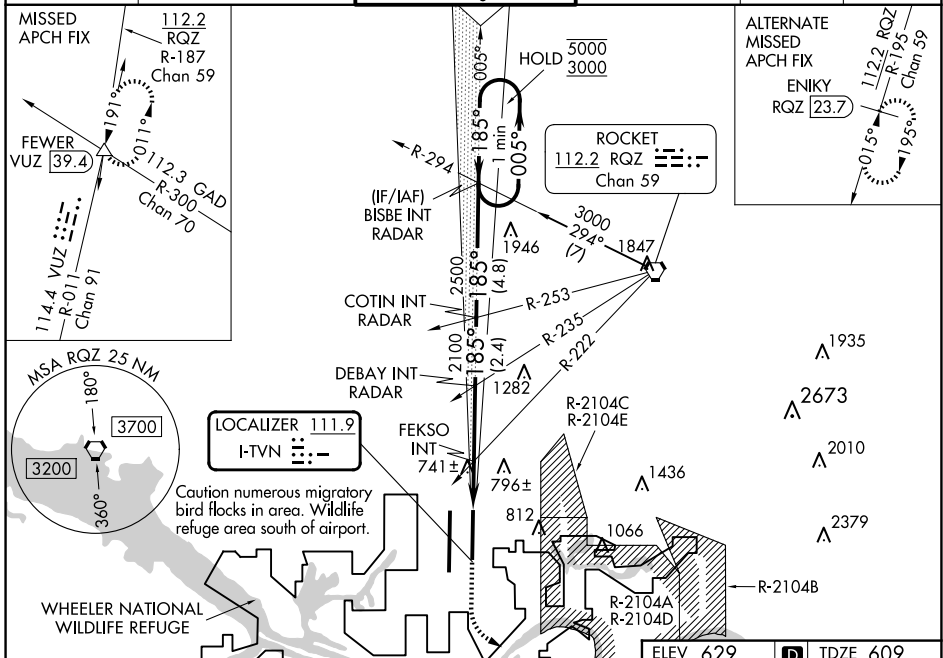 MISSED
APCH FIX
112.2
RQZ
R-187
Chan 59
191°
011°
FEWER
VUZ 39.4
112.3 GAD
R-300
Chan 70
114.4 VUZ
R-011
Chan 91
005°
HOLD 5000
3000
185°
1 min
005°
R-294
ROCKET
112.2 RQZ
Chan 59
(IF/IAF)
BISBE INT
RADAR
1946
3000
294°
(7)
1847
2500
185°
(4.8)
COTIN INT
RADAR
R-253
R-235
R-222
2100
185°
(2.4)
DEBAY INT
RADAR
1282
ALTERNATE
MISSED
APCH FIX
112.2 RQZ
R-195
Chan 59
ENIKY
RQZ 23.7
015°
195°
1935
2673
2010
2379
MSA RQZ 25 NM
180°
3700
3200
360°
LOCALIZER 111.9
I-TVN
FEKSO
INT
741±
796±
R-2104C
R-2104E
1436
812
1066
Caution numerous migratory
bird flocks in area. Wildlife
refuge area south of airport.
R-2104B
R-2104A
R-2104D
WHEELER NATIONAL
WILDLIFE REFUGE
ELEV 629 D TDZE 609